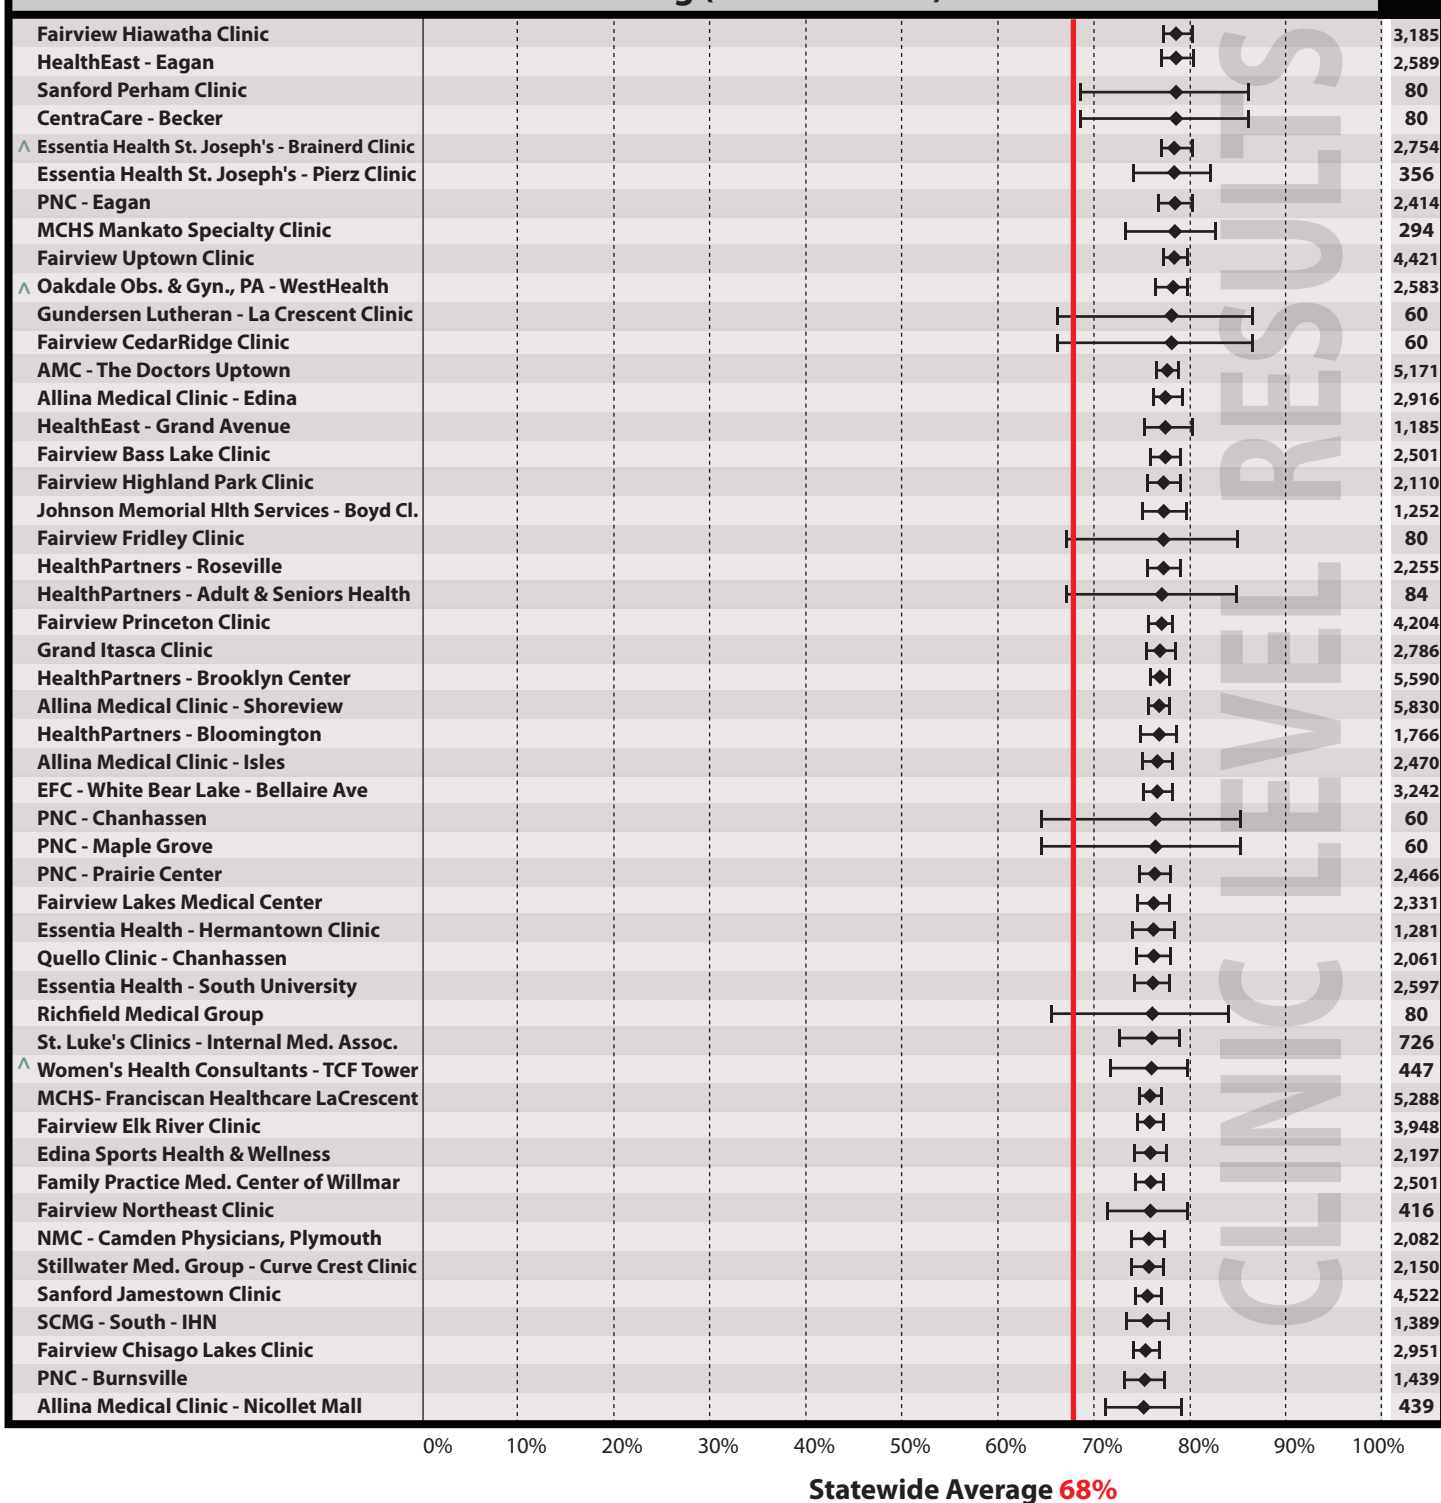 Fairview Hiawatha Clinic 3,185
HealthEast - Eagan 2,589
Sanford Perham Clinic 80
CentraCare - Becker 80
^ Essentia Health St. Joseph's - Brainerd Clinic 2,754
Essentia Health St. Joseph's - Pierz Clinic 356
PNC - Eagan 2,414
MCHS Mankato Specialty Clinic 294
Fairview Uptown Clinic 4,421
^ Oakdale Obs. & Gyn., PA - WestHealth 2,583
Gundersen Lutheran - La Crescent Clinic 60
Fairview CedarRidge Clinic 60
AMC - The Doctors Uptown 5,171
Allina Medical Clinic - Edina 2,916
HealthEast - Grand Avenue 1,185
Fairview Bass Lake Clinic 2,501
Fairview Highland Park Clinic 2,110
Johnson Memorial Hlth Services - Boyd Cl. 1,252
Fairview Fridley Clinic 80
HealthPartners - Roseville 2,255
HealthPartners - Adult & Seniors Health 84
Fairview Princeton Clinic 4,204
Grand Itasca Clinic 2,786
HealthPartners - Brooklyn Center 5,590
Allina Medical Clinic - Shoreview 5,830
HealthPartners - Bloomington 1,766
Allina Medical Clinic - Isles 2,470
EFC - White Bear Lake - Bellaire Ave 3,242
PNC - Chanhassen 60
PNC - Maple Grove 60
PNC - Prairie Center 2,466
Fairview Lakes Medical Center 2,331
Essentia Health - Hermantown Clinic 1,281
Quello Clinic - Chanhassen 2,061
Essentia Health - South University 2,597
Richfield Medical Group 80
St. Luke's Clinics - Internal Med. Assoc. 726
^ Women's Health Consultants - TCF Tower 447
MCHS- Franciscan Healthcare LaCrescent 5,288
Fairview Elk River Clinic 3,948
Edina Sports Health & Wellness 2,197
Family Practice Med. Center of Willmar 2,501
Fairview Northeast Clinic 416
NMC - Camden Physicians, Plymouth 2,082
Stillwater Med. Group - Curve Crest Clinic 2,150
Sanford Jamestown Clinic 4,522
SCMG - South - IHN 1,389
Fairview Chisago Lakes Clinic 2,951
PNC - Burnsville 1,439
Allina Medical Clinic - Nicollet Mall 439
CLINIC LEVEL RESULTS
0% 10% 20% 30% 40% 50% 60% 70% 80% 90% 100%
Statewide Average 68%